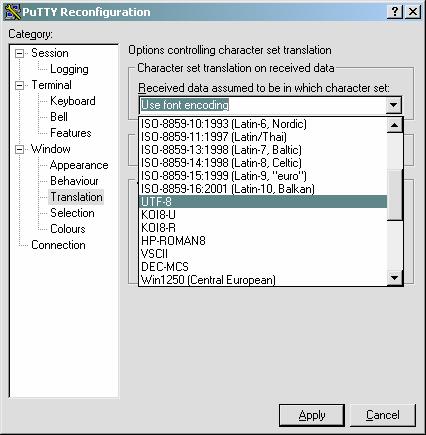 PuTTY Reconfiguration
Category:
Session
Logging
Terminal
Keyboard
Bell
Features
Window
Appearance
Behaviour
Translation
Selection
Colours
Connection
Options controlling character set translation
Character set translation on received data
Received data assumed to be in which character set:
Use font encoding
ISO-8859-10:1993 (Latin-6, Nordic)
ISO-8859-11:1997 (Latin/Thai)
ISO-8859-13:1998 (Latin-7, Baltic)
ISO-8859-14:1998 (Latin-8, Celtic)
ISO-8859-15:1999 (Latin-9, "euro")
ISO-8859-16:2001 (Latin-10, Balkan)
UTF-8
KOI8-U
KOI8-R
HP-ROMAN8
VSCII
DEC-MCS
Win1250 (Central European)
Apply
Cancel